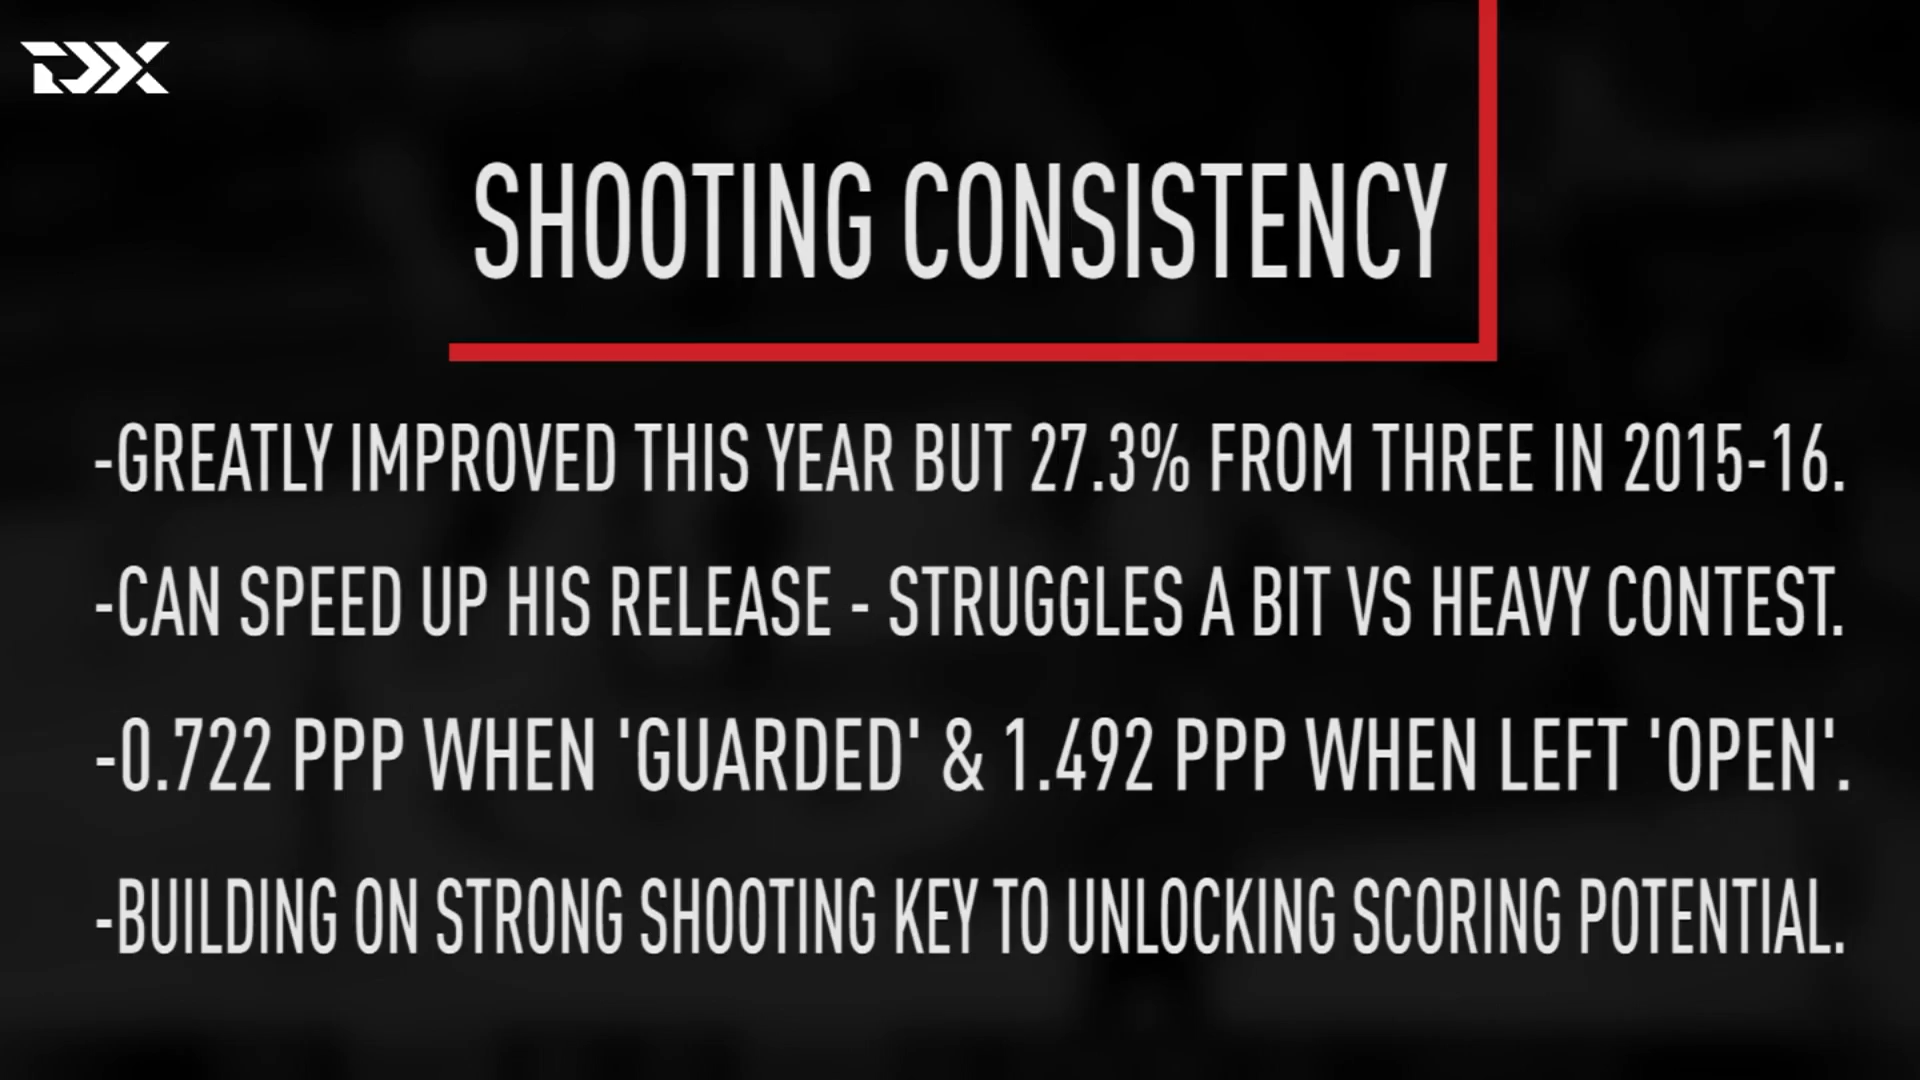 DX
SHOOTING CONSISTENCY
-GREATLY IMPROVED THIS YEAR BUT 27.3% FROM THREE IN 2015-16.
-CAN SPEED UP HIS RELEASE - STRUGGLES A BIT VS HEAVY CONTEST.
-0.722 PPP WHEN 'GUARDED' & 1.492 PPP WHEN LEFT 'OPEN'.
-BUILDING ON STRONG SHOOTING KEY TO UNLOCKING SCORING POTENTIAL.